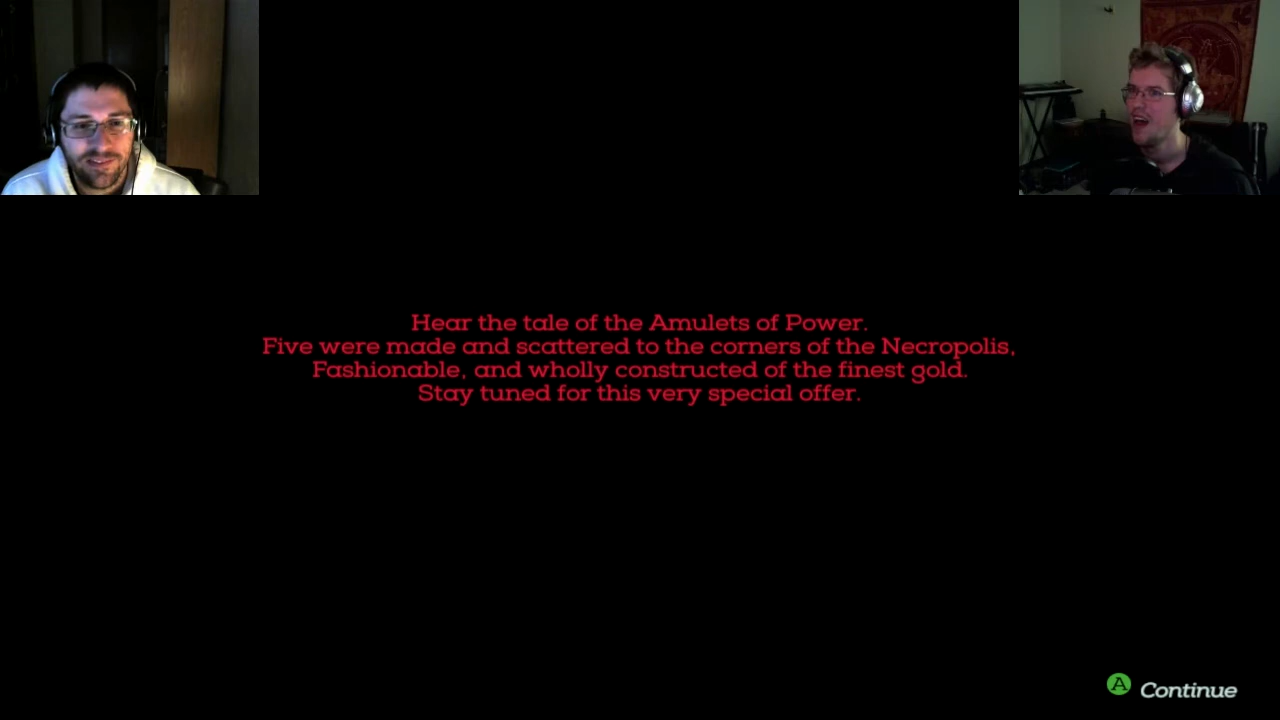 Hear the tale of the Amulets of Power.
Five were made and scattered to the corners of the Necropolis,
Fashionable, and wholly constructed of the finest gold.
Stay tuned for this very special offer.
A Continue